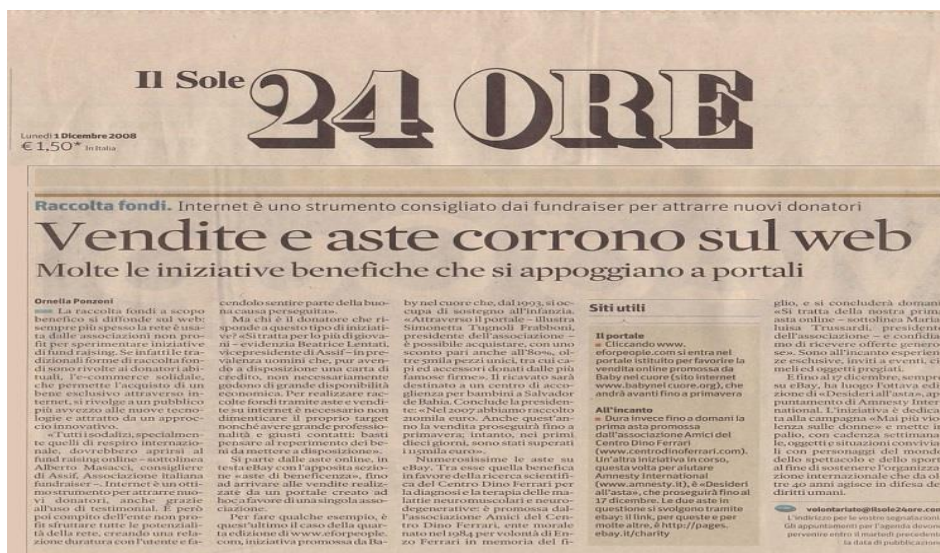 Il Sole
24 ORE
Lunedì 1 Dicembre 2008
€ 1,50* In Italia
Raccolta fondi. Internet è uno strumento consigliato dai fundraiser per attrarre nuovi donatori
Vendite e aste corrono sul web
Molte le iniziative benefiche che si appoggiano a portali
Ornella Ponzoni
La raccolta fondi a scopo
benefico si diffonde sul web:
sempre più spesso la rete è usa-
ta dalle associazioni non pro-
fit per sperimentare iniziative
di fund raising. Se infatti le tra-
dizionali forme di raccolta fon-
di sono rivolte ai donatori abi-
tuali, l'e-commerce solidale,
che permette l'acquisto di un
bene esclusivo attraverso in-
ternet, si rivolge a un pubblico
più avvezzo alle nuove tecno-
logie e attratto da un approc-
cio innovativo.
«Tutti i sodalizi, specialmen-
te quelli di respiro internazio-
nale, dovrebbero aprirsi al
fund raising online – sottolinea
Alberto Masacci, consigliere
di Assif, Associazione italiana
fundraiser –. Internet è un otti-
mo strumento per attrarre nuo-
vi donatori, anche grazie
all'uso di testimonial. E però
poi compito dell'ente non pro-
fit sfruttare tutte le potenziali-
tà della rete, creando una rela-
zione duratura con l'utente e fa-
cendolo sentire parte della buo-
na causa perseguita».
Ma chi è il donatore che ri-
sponde a questo tipo di iniziati-
ve? «Si tratta per lo più di giova-
ni – evidenzia Beatrice Lentati,
vicepresidente di Assif – in pre-
valenza uomini che, pur aven-
do a disposizione una carta di
credito, non necessariamente
godono di grande disponibilità
economica. Per realizzare rac-
colte fondi tramite aste e vendi-
te su internet è necessario non
dimenticare il proprio target
nonché avere grande professio-
nalità e giusti contatti: basti
pensare al reperimento dei be-
ni da mettere a disposizione».
Si parte dalle aste online, in
testa eBay con l'apposita sezio-
ne «aste di beneficenza», fino
ad arrivare alle vendite realiz-
zate da un portale creato ad
hoc a favore di una singola asso-
ciazione.
Per fare qualche esempio, è
quest'ultimo il caso della quar-
ta edizione di www.eforpeople.
com, iniziativa promossa da Ba-
by nel cuore che, dal 1993, si oc-
cupa di sostegno all'infanzia.
«Attraverso il portale – illustra
Simonetta Tugnoli Frabboni,
presidente dell'associazione –
è possibile acquistare, con uno
sconto pari anche all'80%, ol-
tre 5mila pezzi unici, tra cui ca-
pi ed accessori donati dalle più
famose firme». Il ricavato sarà
destinato a un centro di acco-
glienza per bambini a Salvador
de Bahia. Conclude la presiden-
te: «Nel 2007 abbiamo raccolto
200mila euro. Anche quest'an-
no la vendita proseguirà fino a
primavera; intanto, nei primi
dieci giorni, sono stati superati
i 115mila euro».
Numerosissime le aste su
eBay. Tra esse quella benefica
in favore della ricerca scientifi-
ca del Centro Dino Ferrari per
la diagnosi e la terapia delle ma-
lattie neuromuscolari e neuro-
degenerative: è promossa dal-
l'associazione Amici del Cen-
tro Dino Ferrari, ente morale
nato nel 1984 per volontà di En-
zo Ferrari in memoria del fi-
Siti utili
Il portale
Cliccando www.
eforpeople.com si entra nel
portale istituito per favorire la
vendita online promossa da
Baby nel cuore (sito internet
www.babynelcuore.org), che
andrà avanti fino a primavera
All'incanto
Dura invece fino a domani la
prima asta promossa
dall'associazione Amici del
Centro Dino Ferrari
(www.centrodinoferrari.com).
Un'altra iniziativa in corso,
questa volta per aiutare
Amnesty International
(www.amnesty.it), è «Desideri
all'asta», che proseguirà fino al
17 dicembre. Le due aste in
questione si svolgono tramite
ebay: il link, per queste e per
molte altre, è http://pages.
ebay.it/charity
glio, e si concluderà domani.
«Si tratta della nostra prima
asta online – sottolinea Maria
luisa Trussardi, presidente
dell'associazione – e confidia
mo di ricevere offerte genero
se». Sono all'incanto esperien
ze esclusive, inviti a eventi, ci
meli ed oggetti pregiati.
E fino al 17 dicembre, sempre
su eBay, ha luogo l'ottava edi
zione di «Desideri all'asta», ap
puntamento di Amnesty Inter
national. L'iniziativa è dedica
ta alla campagna «Mai più vio
lenza sulle donne» e mette in
palio, con cadenza settimana
le, oggetti e situazioni convivia
li con personaggi del mondo
dello spettacolo e dello sport
al fine di sostenere l'organizza
zione internazionale che da ol
tre 40 anni agisce in difesa dei
diritti umani.
volontariato@ilsole24ore.com
L'indirizzo per le vostre segnalazioni
Gli appuntamenti per l'agenda devono
pervenire entro il martedì precedente
la data di pubblicazione